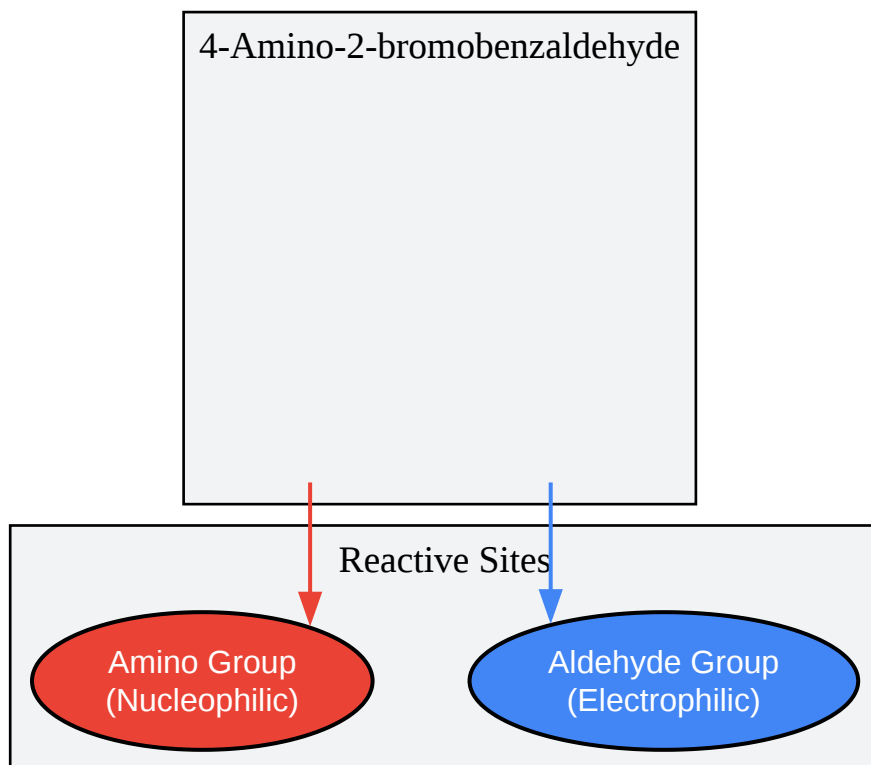 4-Amino-2-bromobenzaldehyde
Reactive Sites
Amino Group
(Nucleophilic)
Aldehyde Group
(Electrophilic)